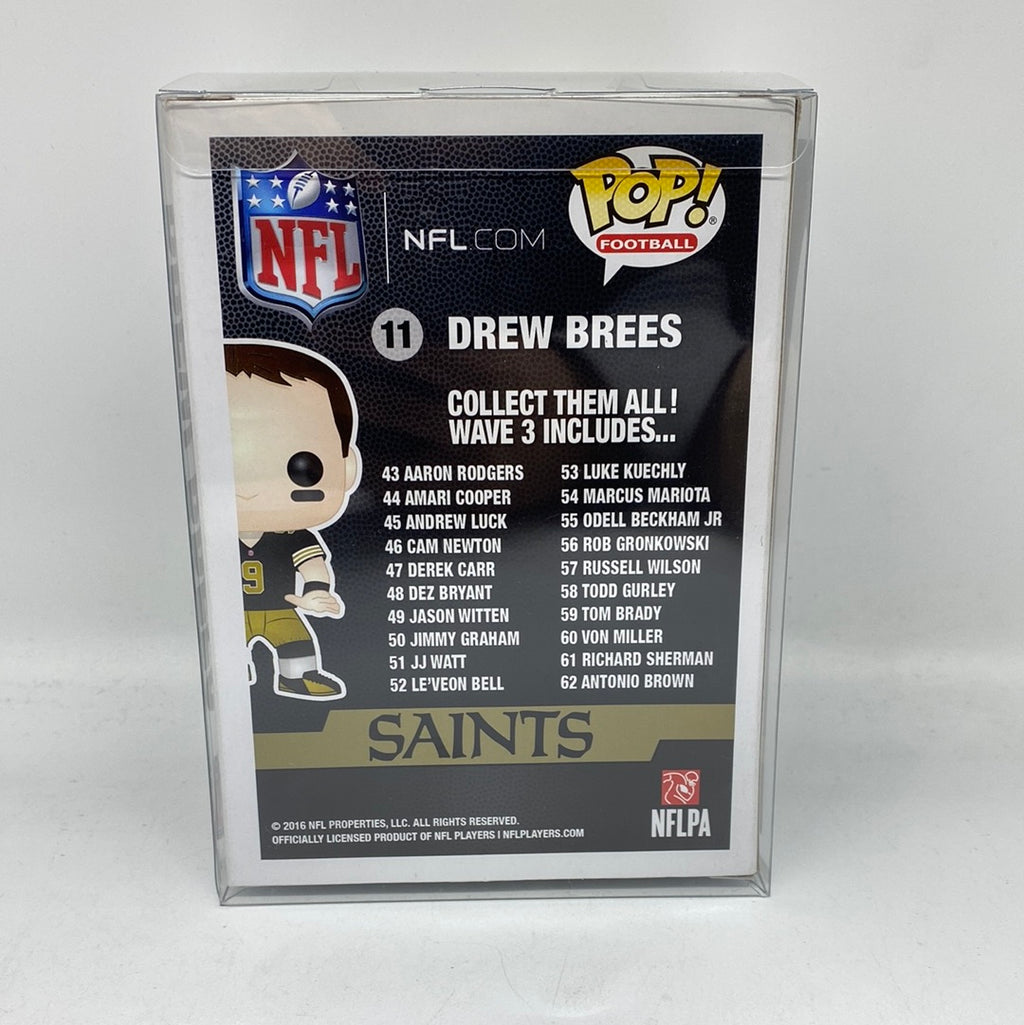 NFL
NFL.COM
POP!®
FOOTBALL
11 DREW BREES
COLLECT THEM ALL!
WAVE 3 INCLUDES...
43 AARON RODGERS
44 AMARI COOPER
45 ANDREW LUCK
46 CAM NEWTON
47 DEREK CARR
48 DEZ BRYANT
49 JASON WITTEN
50 JIMMY GRAHAM
51 JJ WATT
52 LE'VEON BELL
53 LUKE KUECHLY
54 MARCUS MARIOTA
55 ODELL BECKHAM JR
56 ROB GRONKOWSKI
57 RUSSELL WILSON
58 TODD GURLEY
59 TOM BRADY
60 VON MILLER
61 RICHARD SHERMAN
62 ANTONIO BROWN
9
SAINTS
© 2016 NFL PROPERTIES, LLC. ALL RIGHTS RESERVED.
OFFICIALLY LICENSED PRODUCT OF NFL PLAYERS | NFLPLAYERS.COM
NFLPA